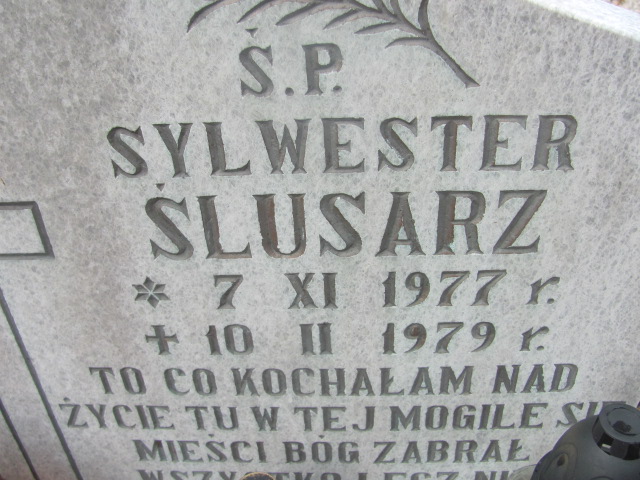 Ś.P.
SYLWESTER
ŚLUSARZ
* 7 XI 1977 r.
+ 10 II 1979 r.
TO CO KOCHAŁAM NAD
ŻYCIE TU W TEJ MOGILE
MIEŚCI BÓG ZABRAŁ